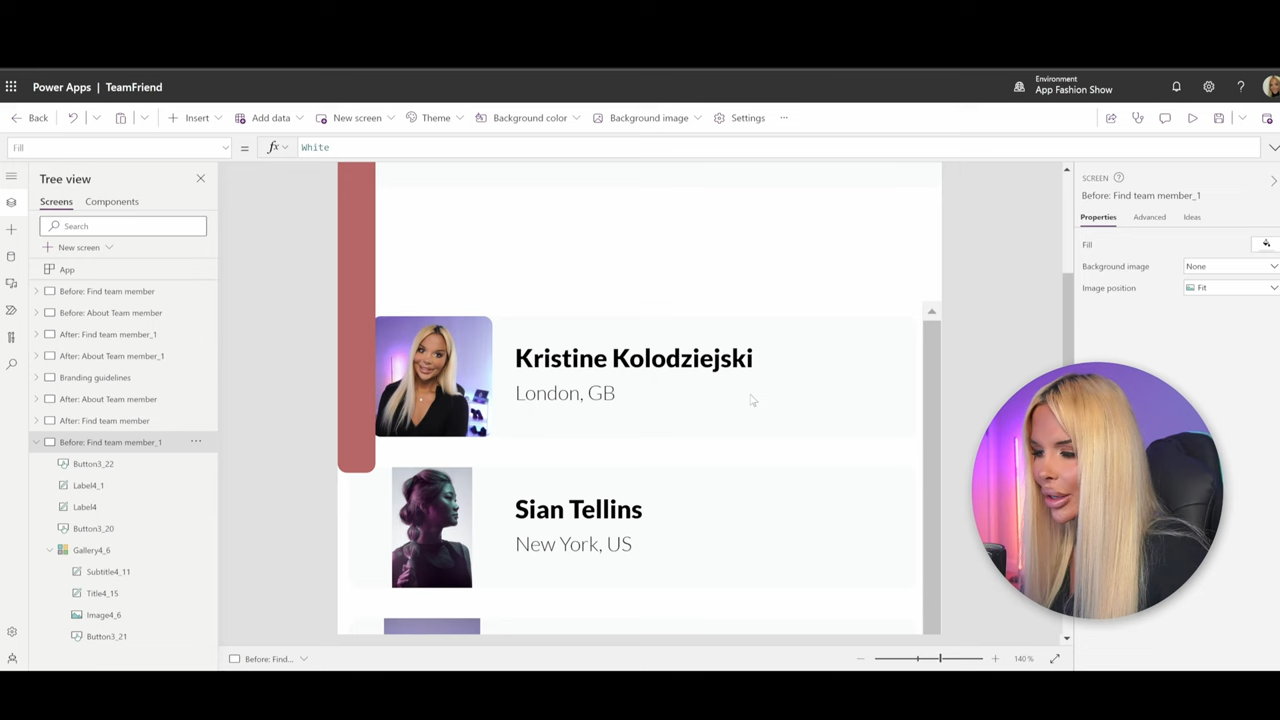 Power Apps | TeamFriend
Environment
App Fashion Show
?
Back
Insert
Add data
New screen
Theme
Background color
Background image
Settings
...
Fill
=
fx
White
Tree view
Screens
Components
Search
New screen
App
Before: Find team member
Before: About Team member
After: Find team member_1
After: About Team member_1
Branding guidelines
After: About Team member
After: Find team member
Before: Find team member_1
...
Button3_22
Label4_1
Label4
Button3_20
Gallery4_6
Subtitle4_11
Title4_15
Image4_6
Button3_21
Kristine Kolodziejski
London, GB
Sian Tellins
New York, US
SCREEN
Before: Find team member_1
Properties
Advanced
Ideas
Fill
Background image
None
Image position
Fit
Before: Find...
140 %